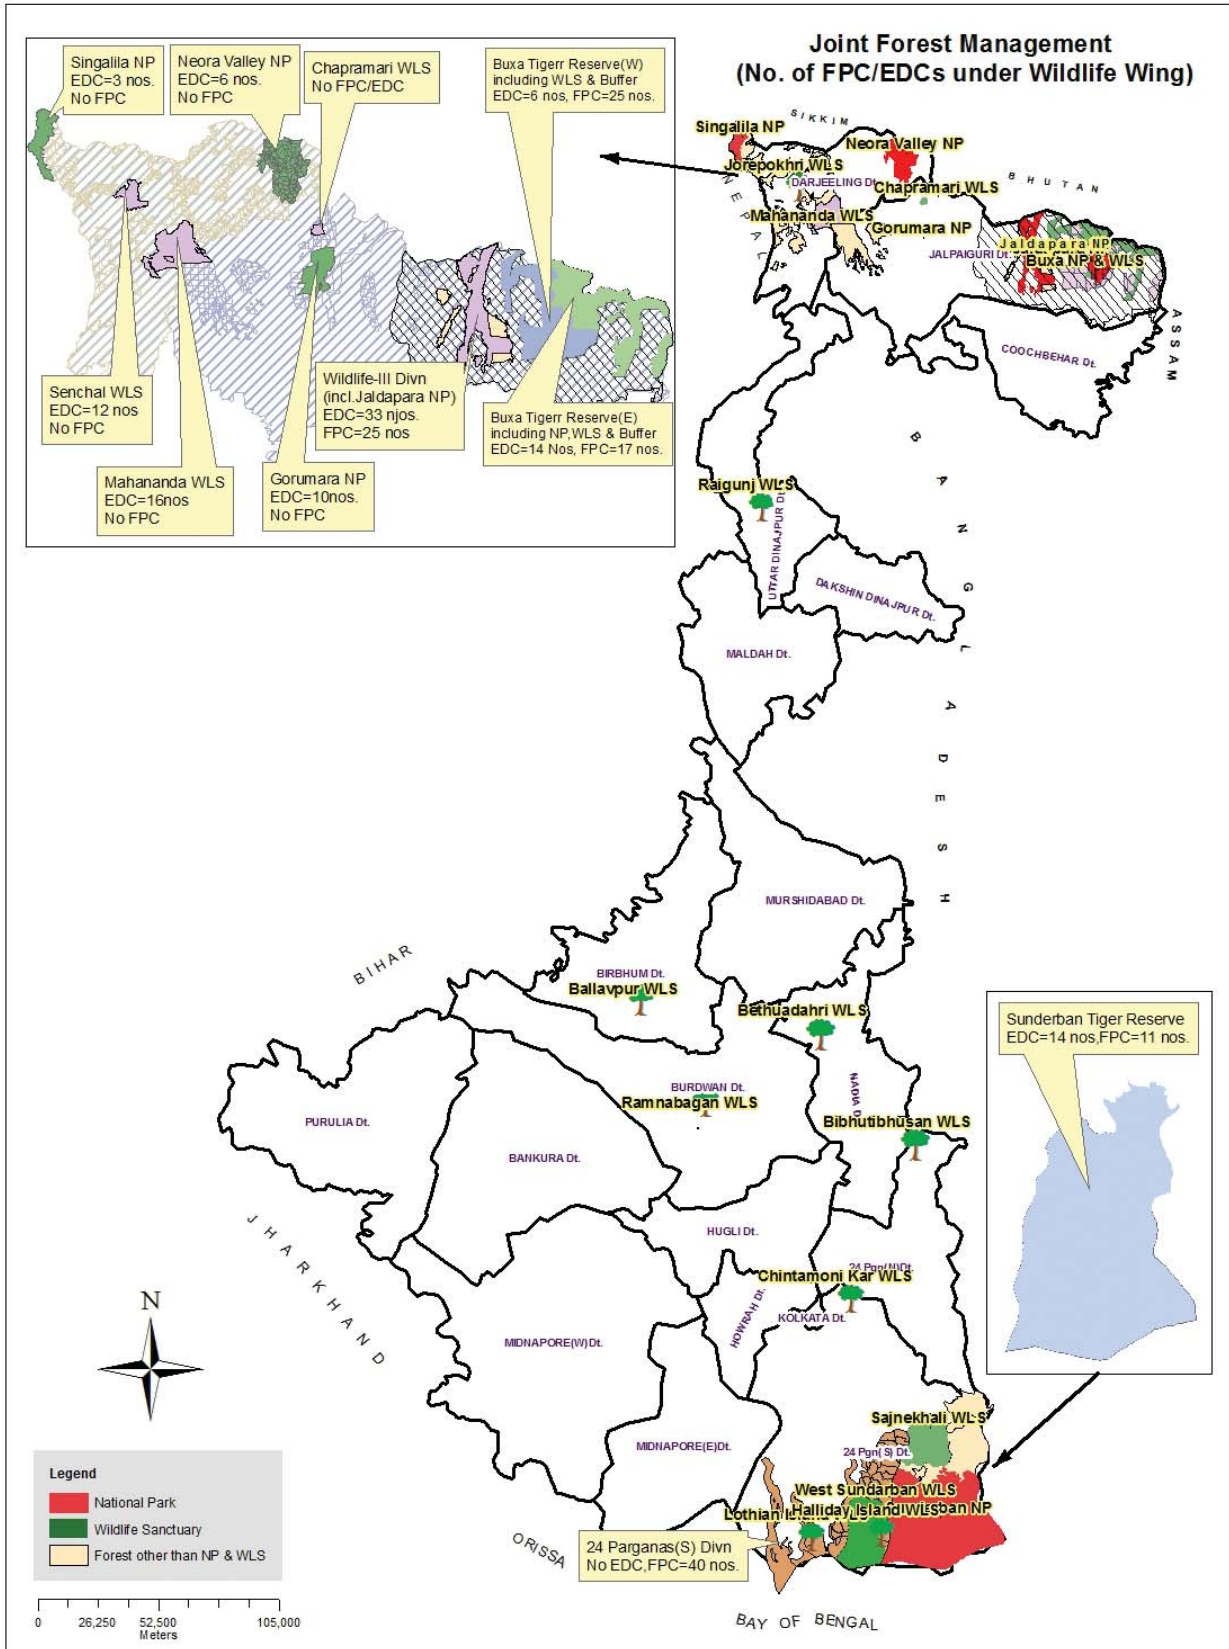 Joint Forest Management
(No. of FPC/EDCs under Wildlife Wing)
Singalila NP
EDC=3 nos.
No FPC
Neora Valley NP
EDC=6 nos.
No FPC
Chapramari WLS
No FPC/EDC
Buxa Tigerr Reserve(W)
including WLS & Buffer
EDC=6 nos, FPC=25 nos.
Senchal WLS
EDC=12 nos
No FPC
Mahananda WLS
EDC=16nos
No FPC
Gorumara NP
EDC=10nos.
No FPC
Wildlife-III Divn
(incl.Jaldapara NP)
EDC=33 njos.
FPC=25 nos
Buxa Tigerr Reserve(E)
including NP,WLS & Buffer
EDC=14 Nos, FPC=17 nos.
SIKKIM
Singalila NP
Neora Valley NP
Jorepokhri WLS
DARJEELING Dt.
Chapramari WLS
BHUTAN
NEPAL
Mahananda WLS
Gorumara NP
Jaldapara NP
JALPAIGURI Dt.
Buxa NP & WLS
ASSAM
COOCHBEHAR Dt.
BANGLADESH
Raigunj WLS
UTTAR DINAJPUR Dt.
DAKSHIN DINAJPUR Dt.
MALDAH Dt.
MURSHIDABAD Dt.
BIHAR
BIRBHUM Dt.
Ballavpur WLS
Bethuadahri WLS
Sunderban Tiger Reserve
EDC=14 nos,FPC=11 nos.
BURDWAN Dt.
NADIA D
Ramnabagan WLS
PURULIA Dt.
Bibhutibhusan WLS
BANKURA Dt.
JHARKHAND
HUGLI Dt.
24 Pgn(N)Dt.
Chintamoni Kar WLS
HOWRAH Dt.
KOLKATA Dt.
N
MIDNAPORE(W)Dt.
Sajnekhali WLS
MIDNAPORE(E)Dt.
24 Pgn(S) Dt.
West Sundarban WLS
Halliday Island WLS
ban NP
Lothian
ORISSA
24 Parganas(S) Divn
No EDC,FPC=40 nos.
BAY OF BENGAL
Legend
National Park
Wildlife Sanctuary
Forest other than NP & WLS
0 26,250 52,500 105,000
Meters